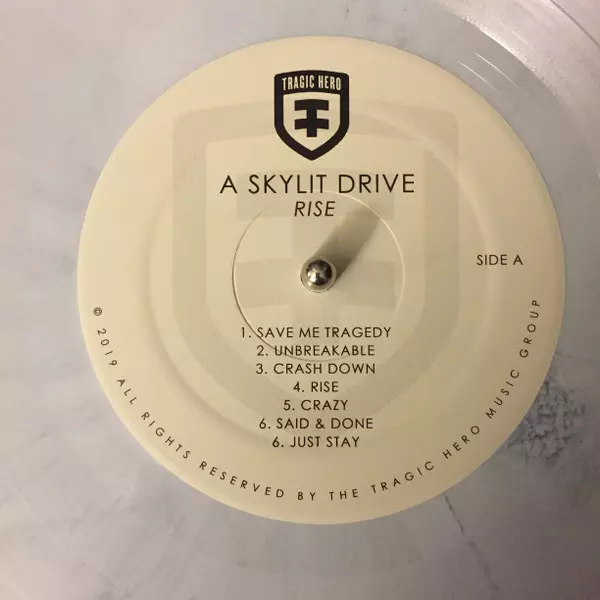 TRAGIC HERO
A SKYLIT DRIVE
RISE
SIDE A
1. SAVE ME TRAGEDY
2. UNBREAKABLE
3. CRASH DOWN
4. RISE
5. CRAZY
6. SAID & DONE
6. JUST STAY
© 2019 ALL RIGHTS RESERVED BY THE TRAGIC HERO MUSIC GROUP